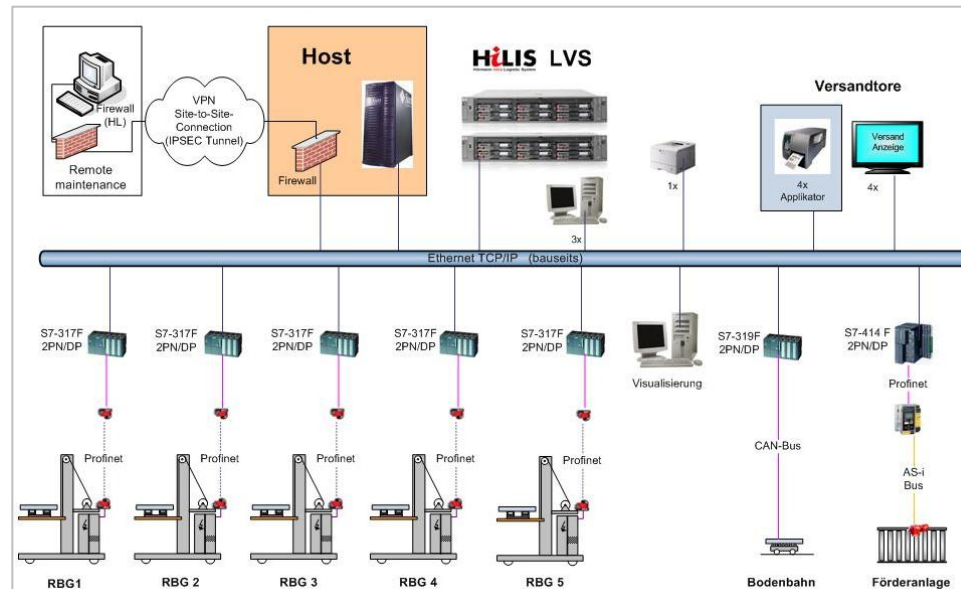 Host
HiLIS LVS
Versandtore
Firewall
(HL)
Remote
maintenance
VPN
Site-to-Site-
Connection
(IPSEC Tunnel)
Firewall
3x
1x
4x
Applikator
Versand
Anzeige
4x
Ethernet TCP/IP (bauseits)
S7-317F
2PN/DP
S7-317F
2PN/DP
S7-317F
2PN/DP
S7-317F
2PN/DP
S7-317F
2PN/DP
Visualisierung
S7-319F
2PN/DP
S7-414 F
2PN/DP
Profinet
Profinet
Profinet
Profinet
Profinet
Profinet
CAN-Bus
AS-i
Bus
RBG1
RBG 2
RBG 3
RBG 4
RBG 5
Bodenbahn
Förderanlage